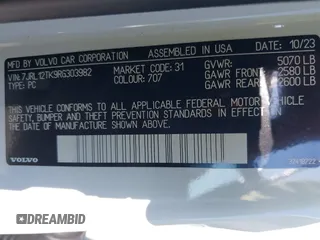 MFD. BY VOLVO CAR CORPORATION ASSEMBLED IN USA 10/23
VIN: 7JRL12TK9RG303982 MARKET CODE: 31 GVWR: 5070 LB
TYPE: PC COLOUR: 707 GAWR FRONT: 2580 LB
GAWR REAR: 2600 LB
THIS VEHICLE CONFORMS TO ALL APPLICABLE FEDERAL MOTOR VEHICLE
SAFETY, BUMPER, AND THEFT PREVENTION STANDARDS IN EFFECT ON THE
DATE OF MANUFACTURE SHOWN ABOVE.
VOLVO
DREAMBID